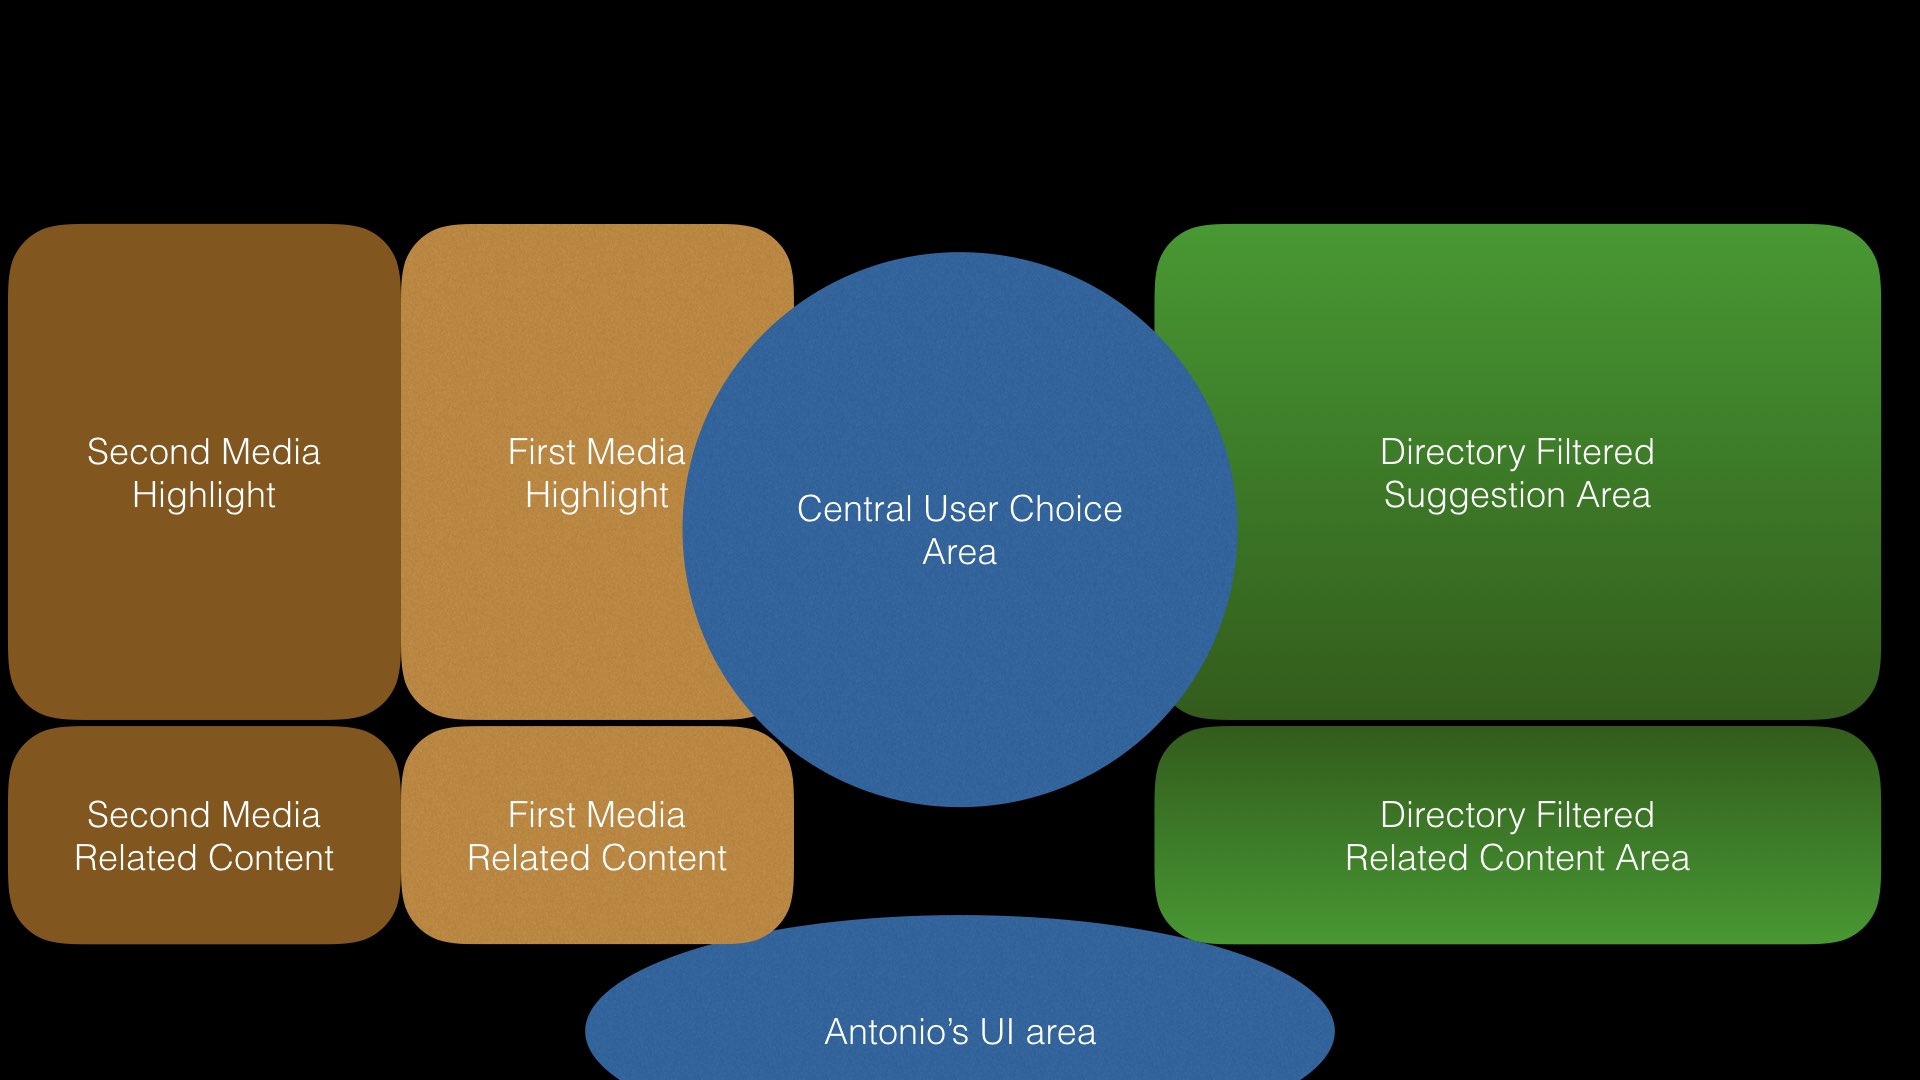 Second Media
Highlight
First Media
Highlight
Central User Choice
Area
Directory Filtered
Suggestion Area
Second Media
Related Content
First Media
Related Content
Directory Filtered
Related Content Area
Antonio’s UI area